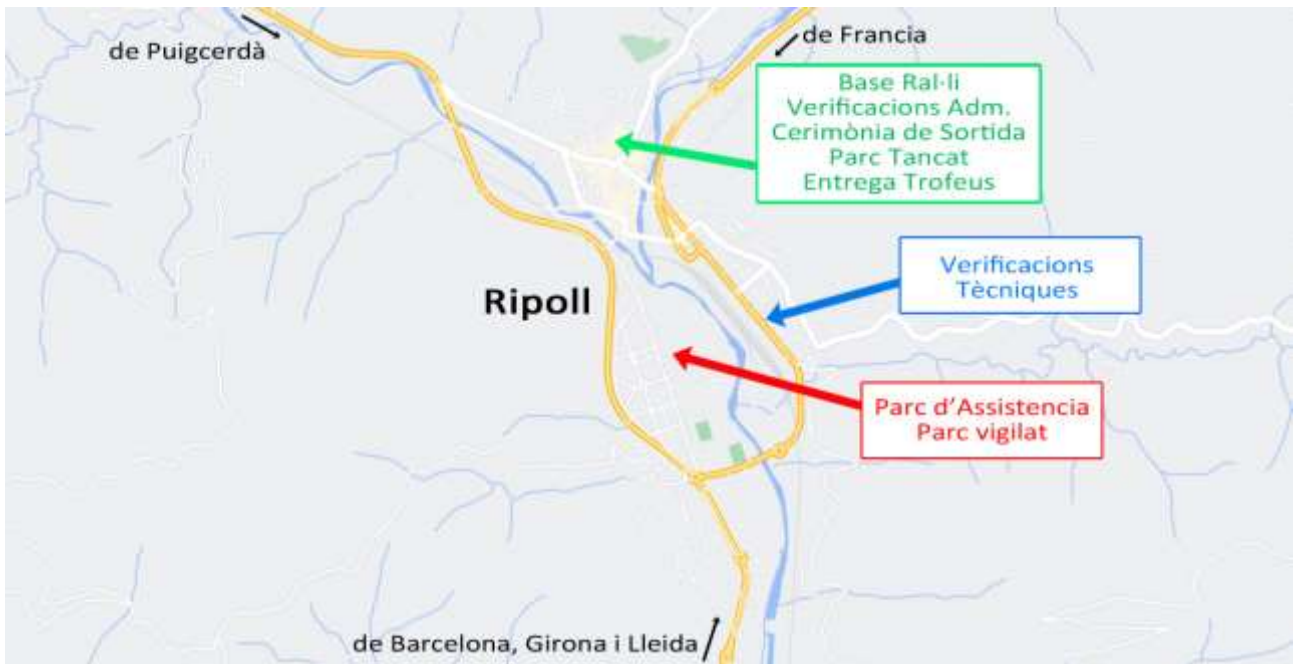 de Puigcerdà
de Francia
Base Ral·li
Verificacions Adm.
Cerimònia de Sortida
Parc Tancat
Entrega Trofeus
Verificacions
Tècniques
Ripoll
Parc d’Assistencia
Parc vigilat
de Barcelona, Girona i Lleida